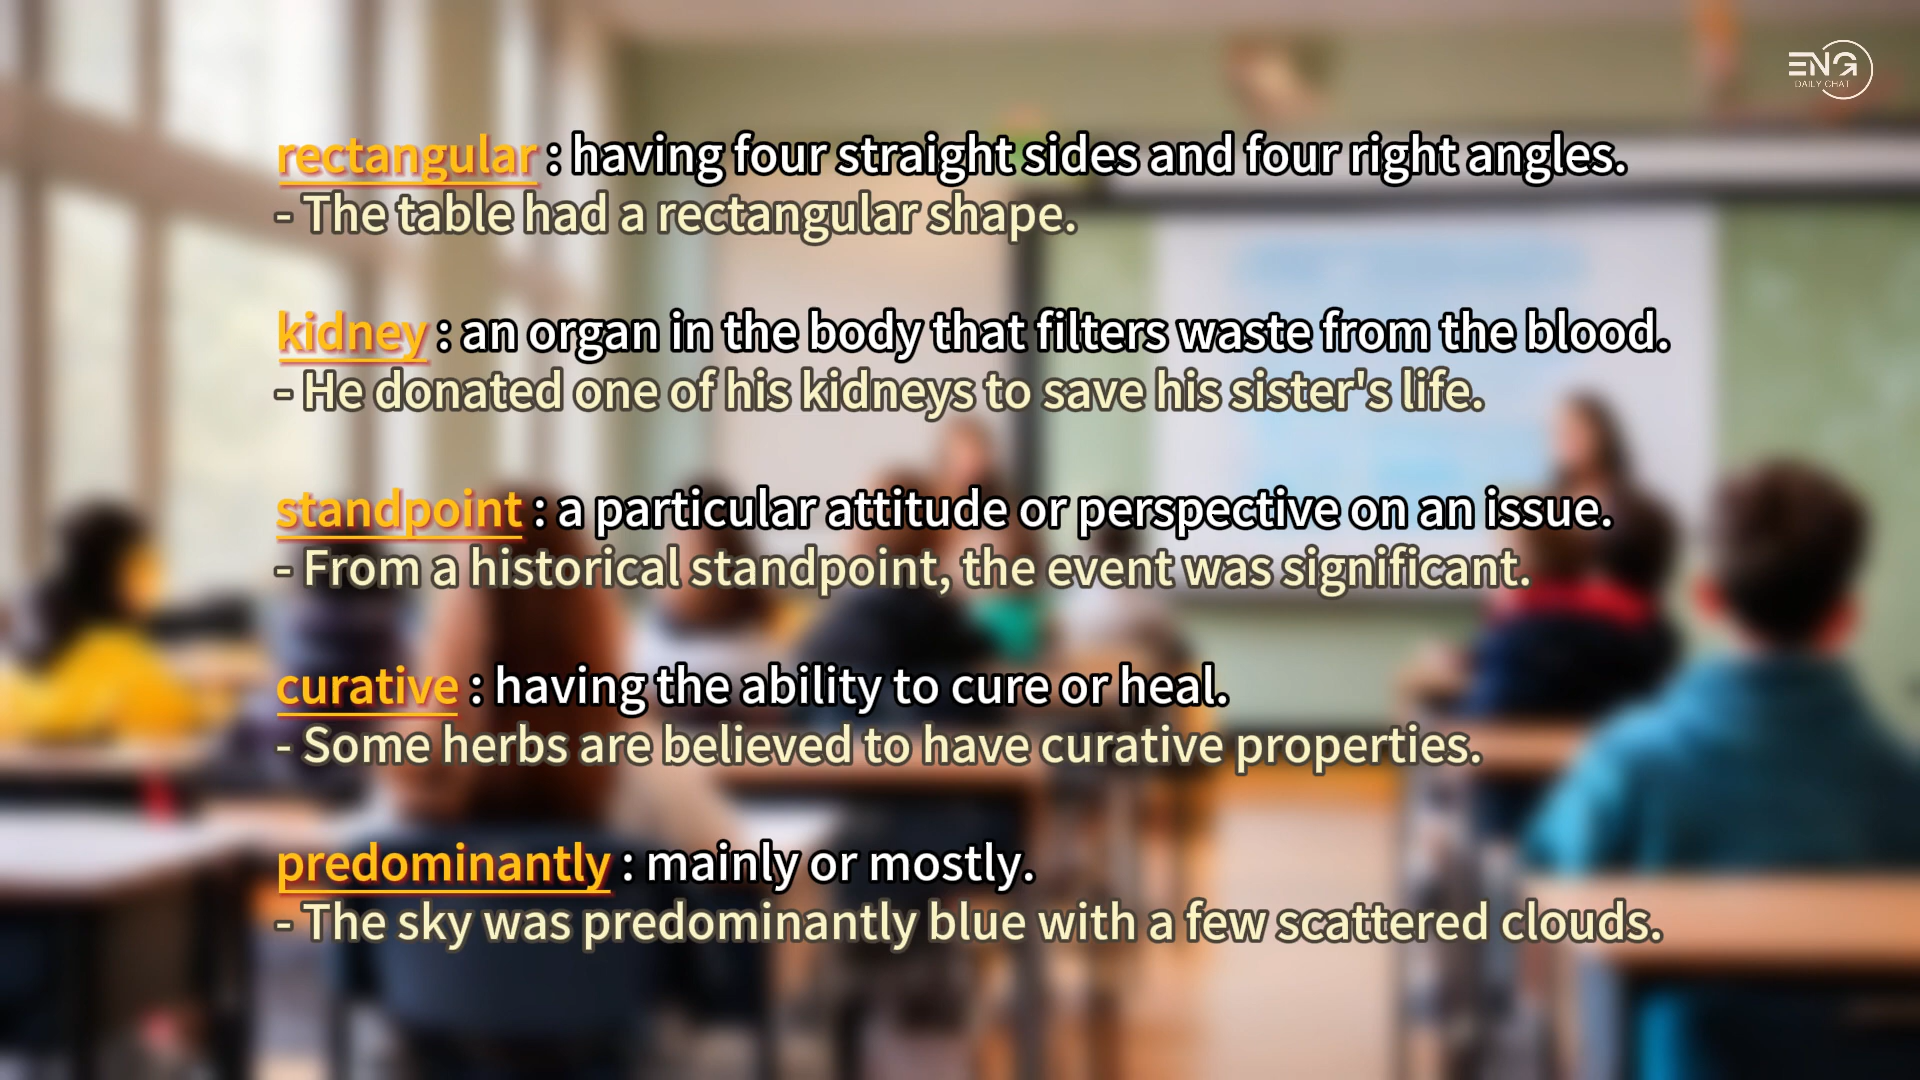 ENG
DAILY CHAT
rectangular : having four straight sides and four right angles.
- The table had a rectangular shape.
kidney : an organ in the body that filters waste from the blood.
- He donated one of his kidneys to save his sister's life.
standpoint : a particular attitude or perspective on an issue.
- From a historical standpoint, the event was significant.
curative : having the ability to cure or heal.
- Some herbs are believed to have curative properties.
predominantly : mainly or mostly.
- The sky was predominantly blue with a few scattered clouds.